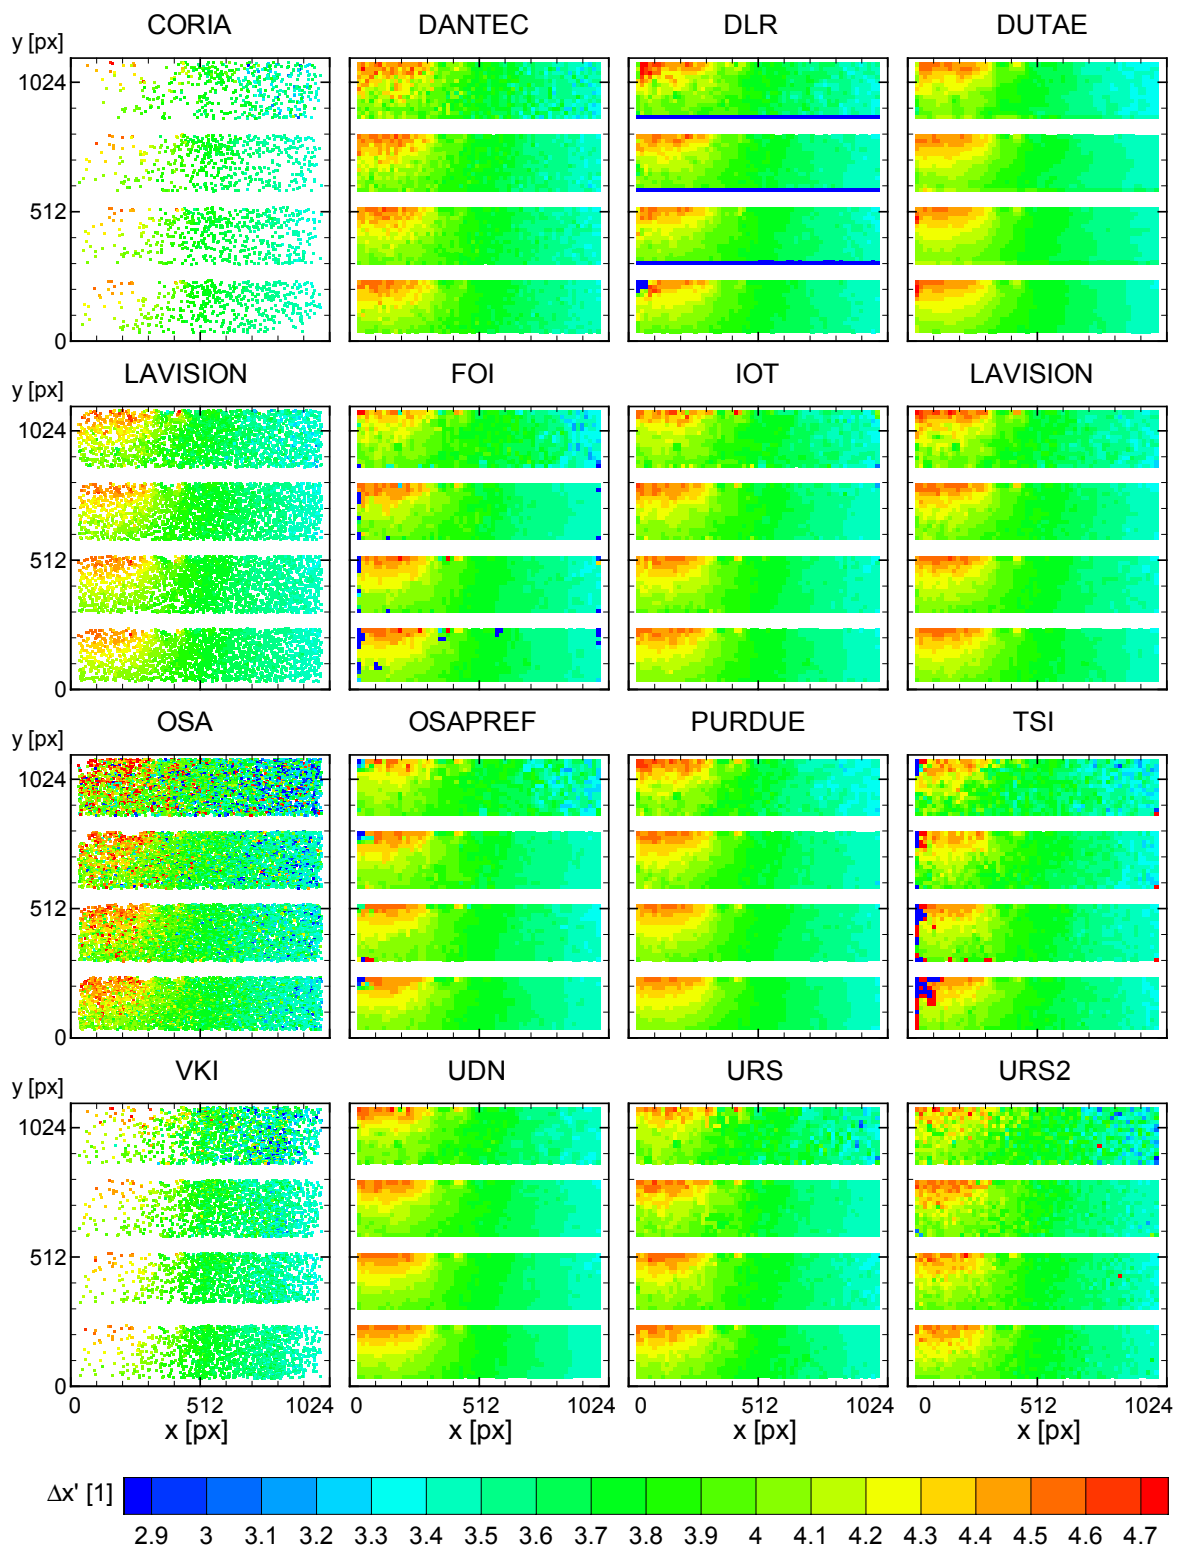 CORIA DANTEC DLR DUTAE
y [px]
1024
512
0
LAVISION FOI IOT LAVISION
y [px]
1024
512
0
OSA OSAPREF PURDUE TSI
y [px]
1024
512
0
VKI UDN URS URS2
y [px]
1024
512
0
0 512 1024 0 512 1024 0 512 1024 0 512 1024
x [px] x [px] x [px] x [px]
Δx' [1]
2.9 3 3.1 3.2 3.3 3.4 3.5 3.6 3.7 3.8 3.9 4 4.1 4.2 4.3 4.4 4.5 4.6 4.7